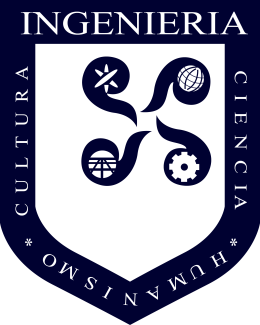 INGENIERIA
CULTURA
CIENCIA
* HUMANISMO *